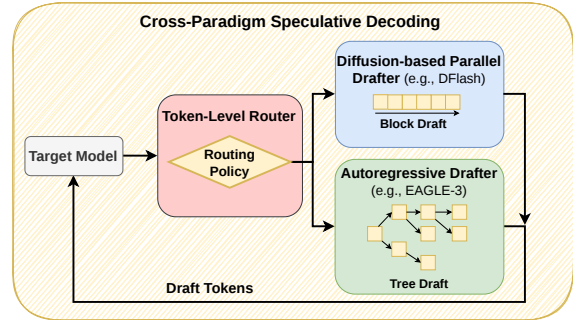 Cross-Paradigm Speculative Decoding
Target Model
Token-Level Router
Routing
Policy
Diffusion-based Parallel
Drafter (e.g., DFlash)
Block Draft
Autoregressive Drafter
(e.g., EAGLE-3)
Tree Draft
Draft Tokens